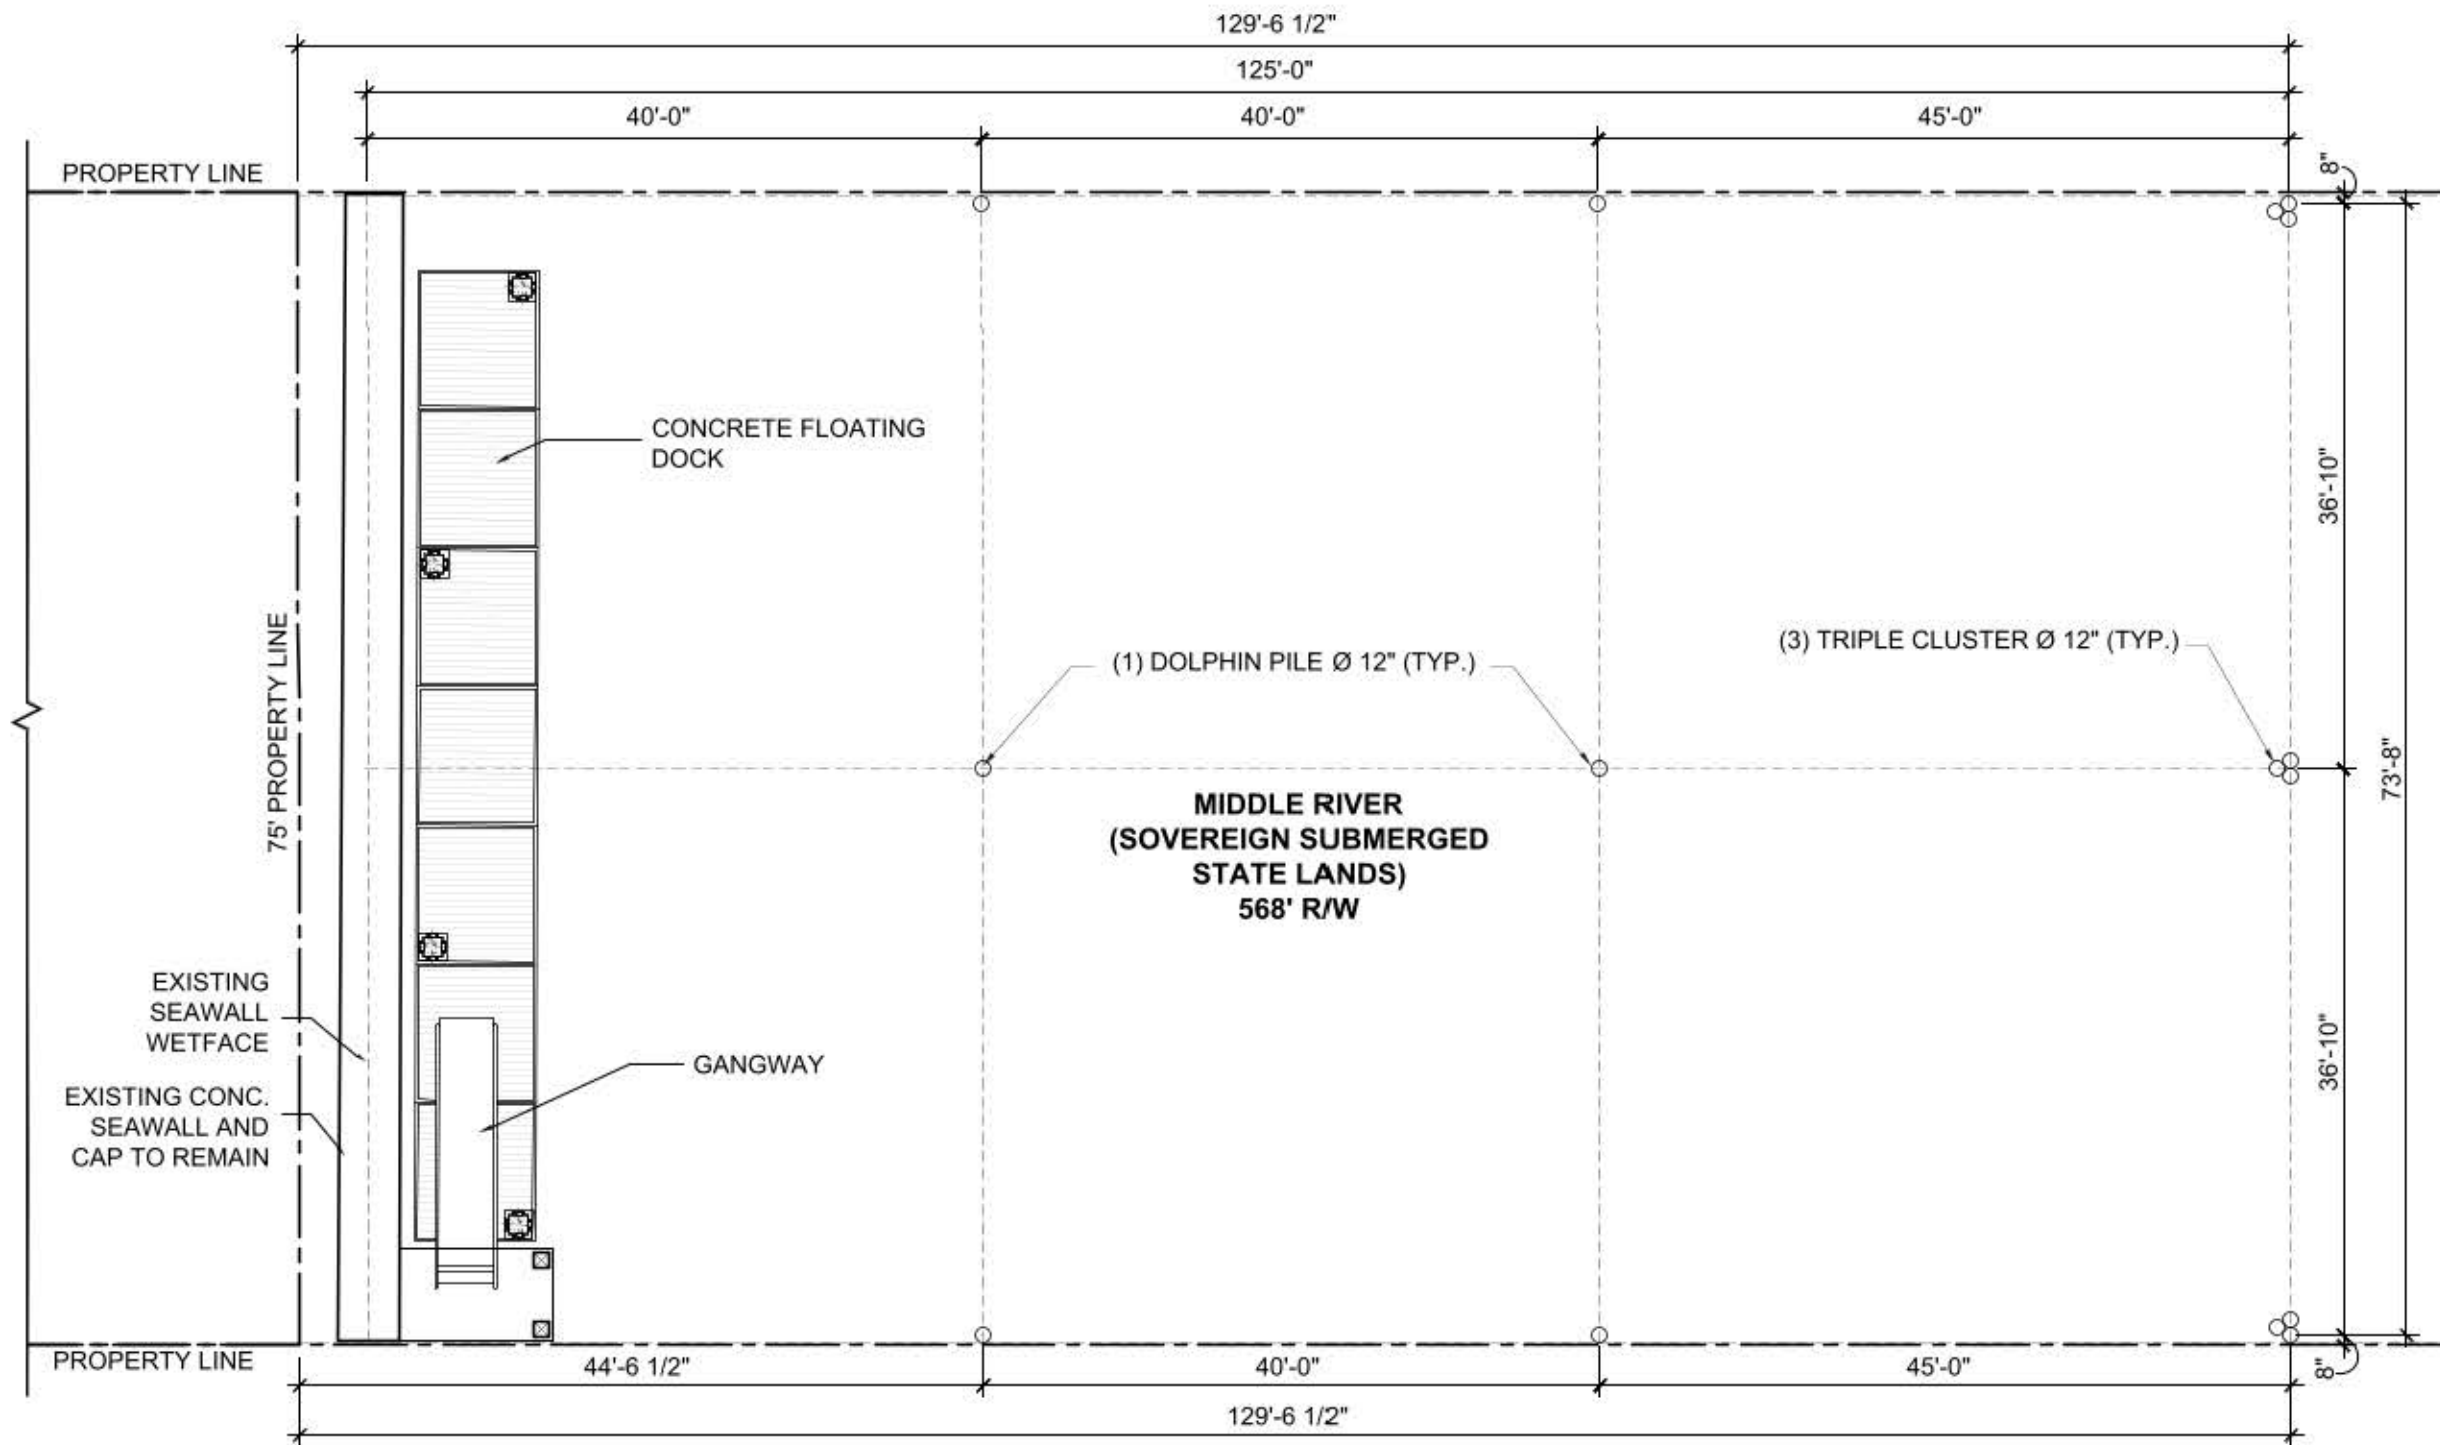 129'-6 1/2"
125'-0"
40'-0"
40'-0"
45'-0"
8"
PROPERTY LINE
CONCRETE FLOATING
DOCK
36'-10"
75' PROPERTY LINE
(1) DOLPHIN PILE Ø 12" (TYP.)
(3) TRIPLE CLUSTER Ø 12" (TYP.)
73'-8"
MIDDLE RIVER
(SOVEREIGN SUBMERGED
STATE LANDS)
568' R/W
EXISTING
SEAWALL
WETFACE
GANGWAY
36'-10"
EXISTING CONC.
SEAWALL AND
CAP TO REMAIN
PROPERTY LINE
44'-6 1/2"
40'-0"
45'-0"
8"
129'-6 1/2"